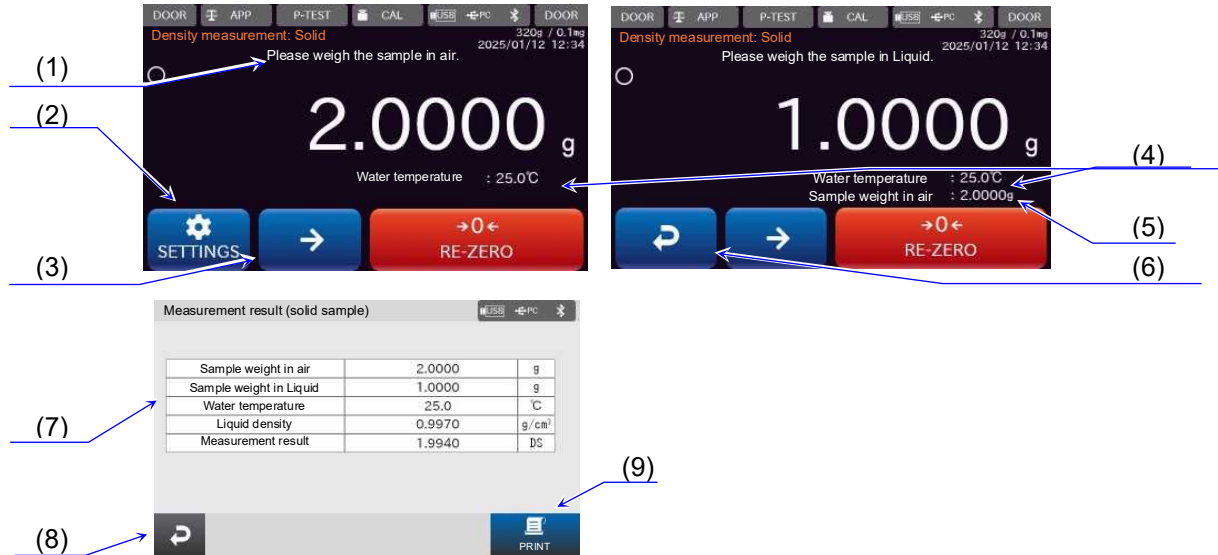 DOOR APP P-TEST CAL USB PC DOOR
Density measurement: Solid 320g / 0.1mg
2025/01/12 12:34
Please weigh the sample in air.
2.0000 g
Water temperature : 25.0℃
SETTINGS
→
→0←
RE-ZERO
DOOR APP P-TEST CAL USB PC DOOR
Density measurement: Solid 320g / 0.1mg
2025/01/12 12:34
Please weigh the sample in Liquid.
1.0000 g
Water temperature : 25.0℃
Sample weight in air : 2.0000g
→
→0←
RE-ZERO
(1)
(2)
(3)
(4)
(5)
(6)
Measurement result (solid sample) USB PC
Sample weight in air 2.0000 g
Sample weight in Liquid 1.0000 g
Water temperature 25.0 ℃
Liquid density 0.9970 g/cm³
Measurement result 1.9940 DS
PRINT
(7)
(8)
(9)